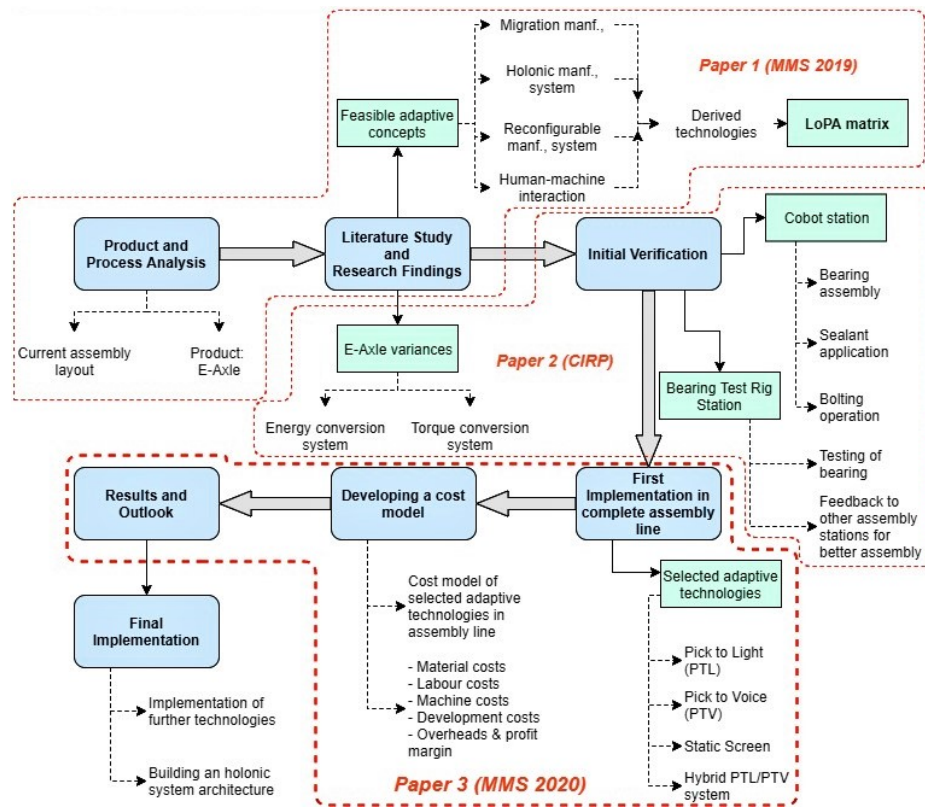 Migration manf.,
Paper 1 (MMS 2019)
Holonic manf.,
system
Feasible adaptive
concepts
Derived
technologies
LoPA matrix
Reconfigurable
manf., system
Human-machine
interaction
Product and
Process Analysis
Literature Study
and
Research Findings
Initial Verification
Cobot station
Bearing
assembly
Sealant
application
Bolting
operation
Current assembly
layout
Product:
E-Axle
E-Axle variances
Paper 2 (CIRP)
Bearing Test Rig
Station
Energy conversion
system
Torque conversion
system
Testing of
bearing
Feedback to
other assembly
stations for
better assembly
Results and
Outlook
Developing a cost
model
First
Implementation in
complete assembly
line
Selected adaptive
technologies
Final
Implementation
Cost model of
selected adaptive
technologies in
assembly line
- Material costs
- Labour costs
- Machine costs
- Development costs
- Overheads & profit
margin
Pick to Light
(PTL)
Pick to Voice
(PTV)
Static Screen
Hybrid PTL/PTV
system
Implementation of
further technologies
Building an holonic
system architecture
Paper 3 (MMS 2020)